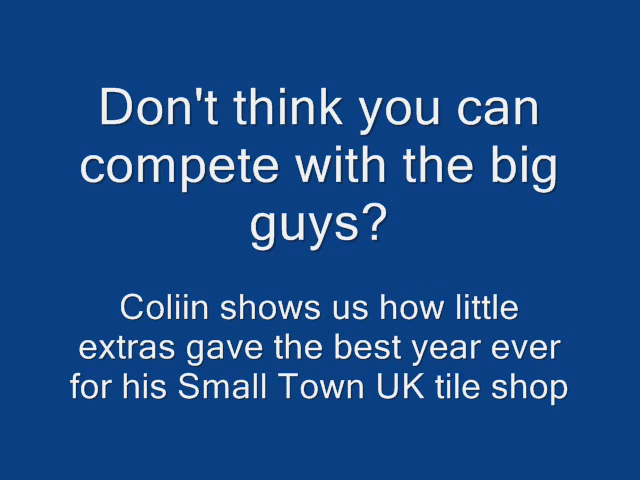 Don't think you can
compete with the big
guys?
Coliin shows us how little
extras gave the best year ever
for his Small Town UK tile shop